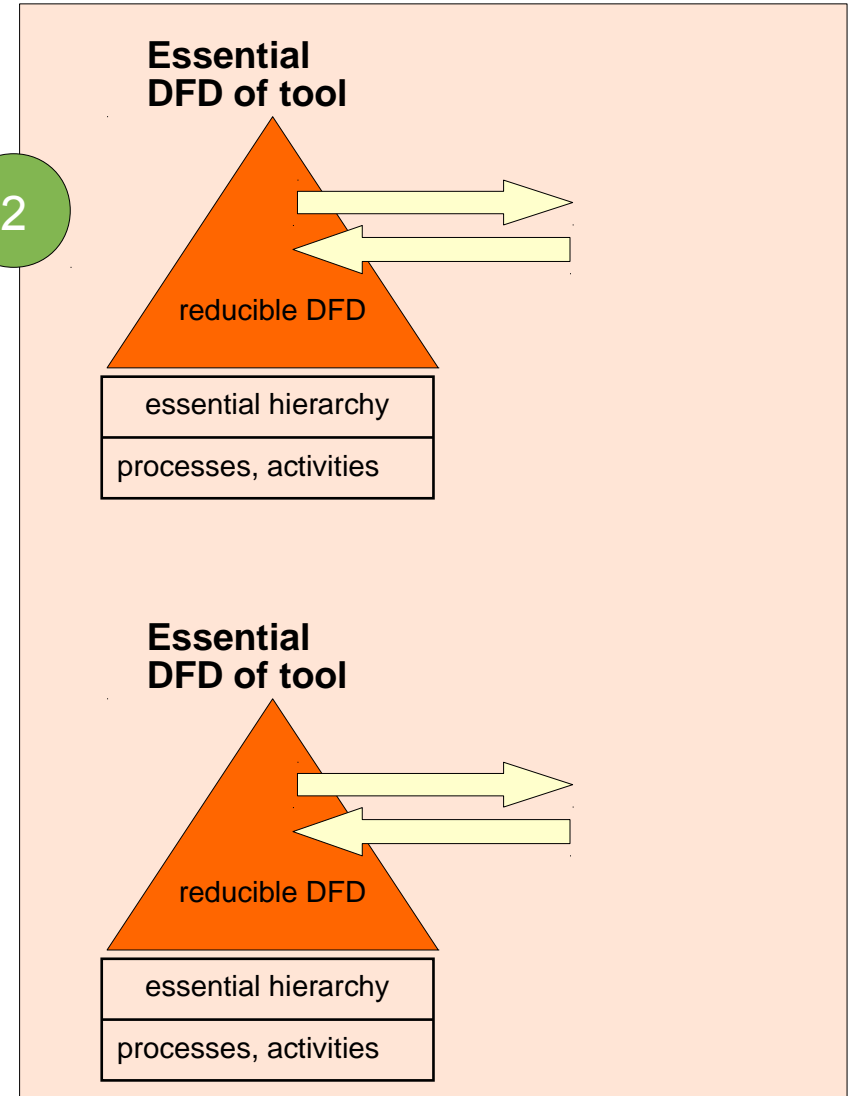 Essential
DFD of tool
2
reducible DFD
essential hierarchy
processes, activities
Essential
DFD of tool
reducible DFD
essential hierarchy
processes, activities